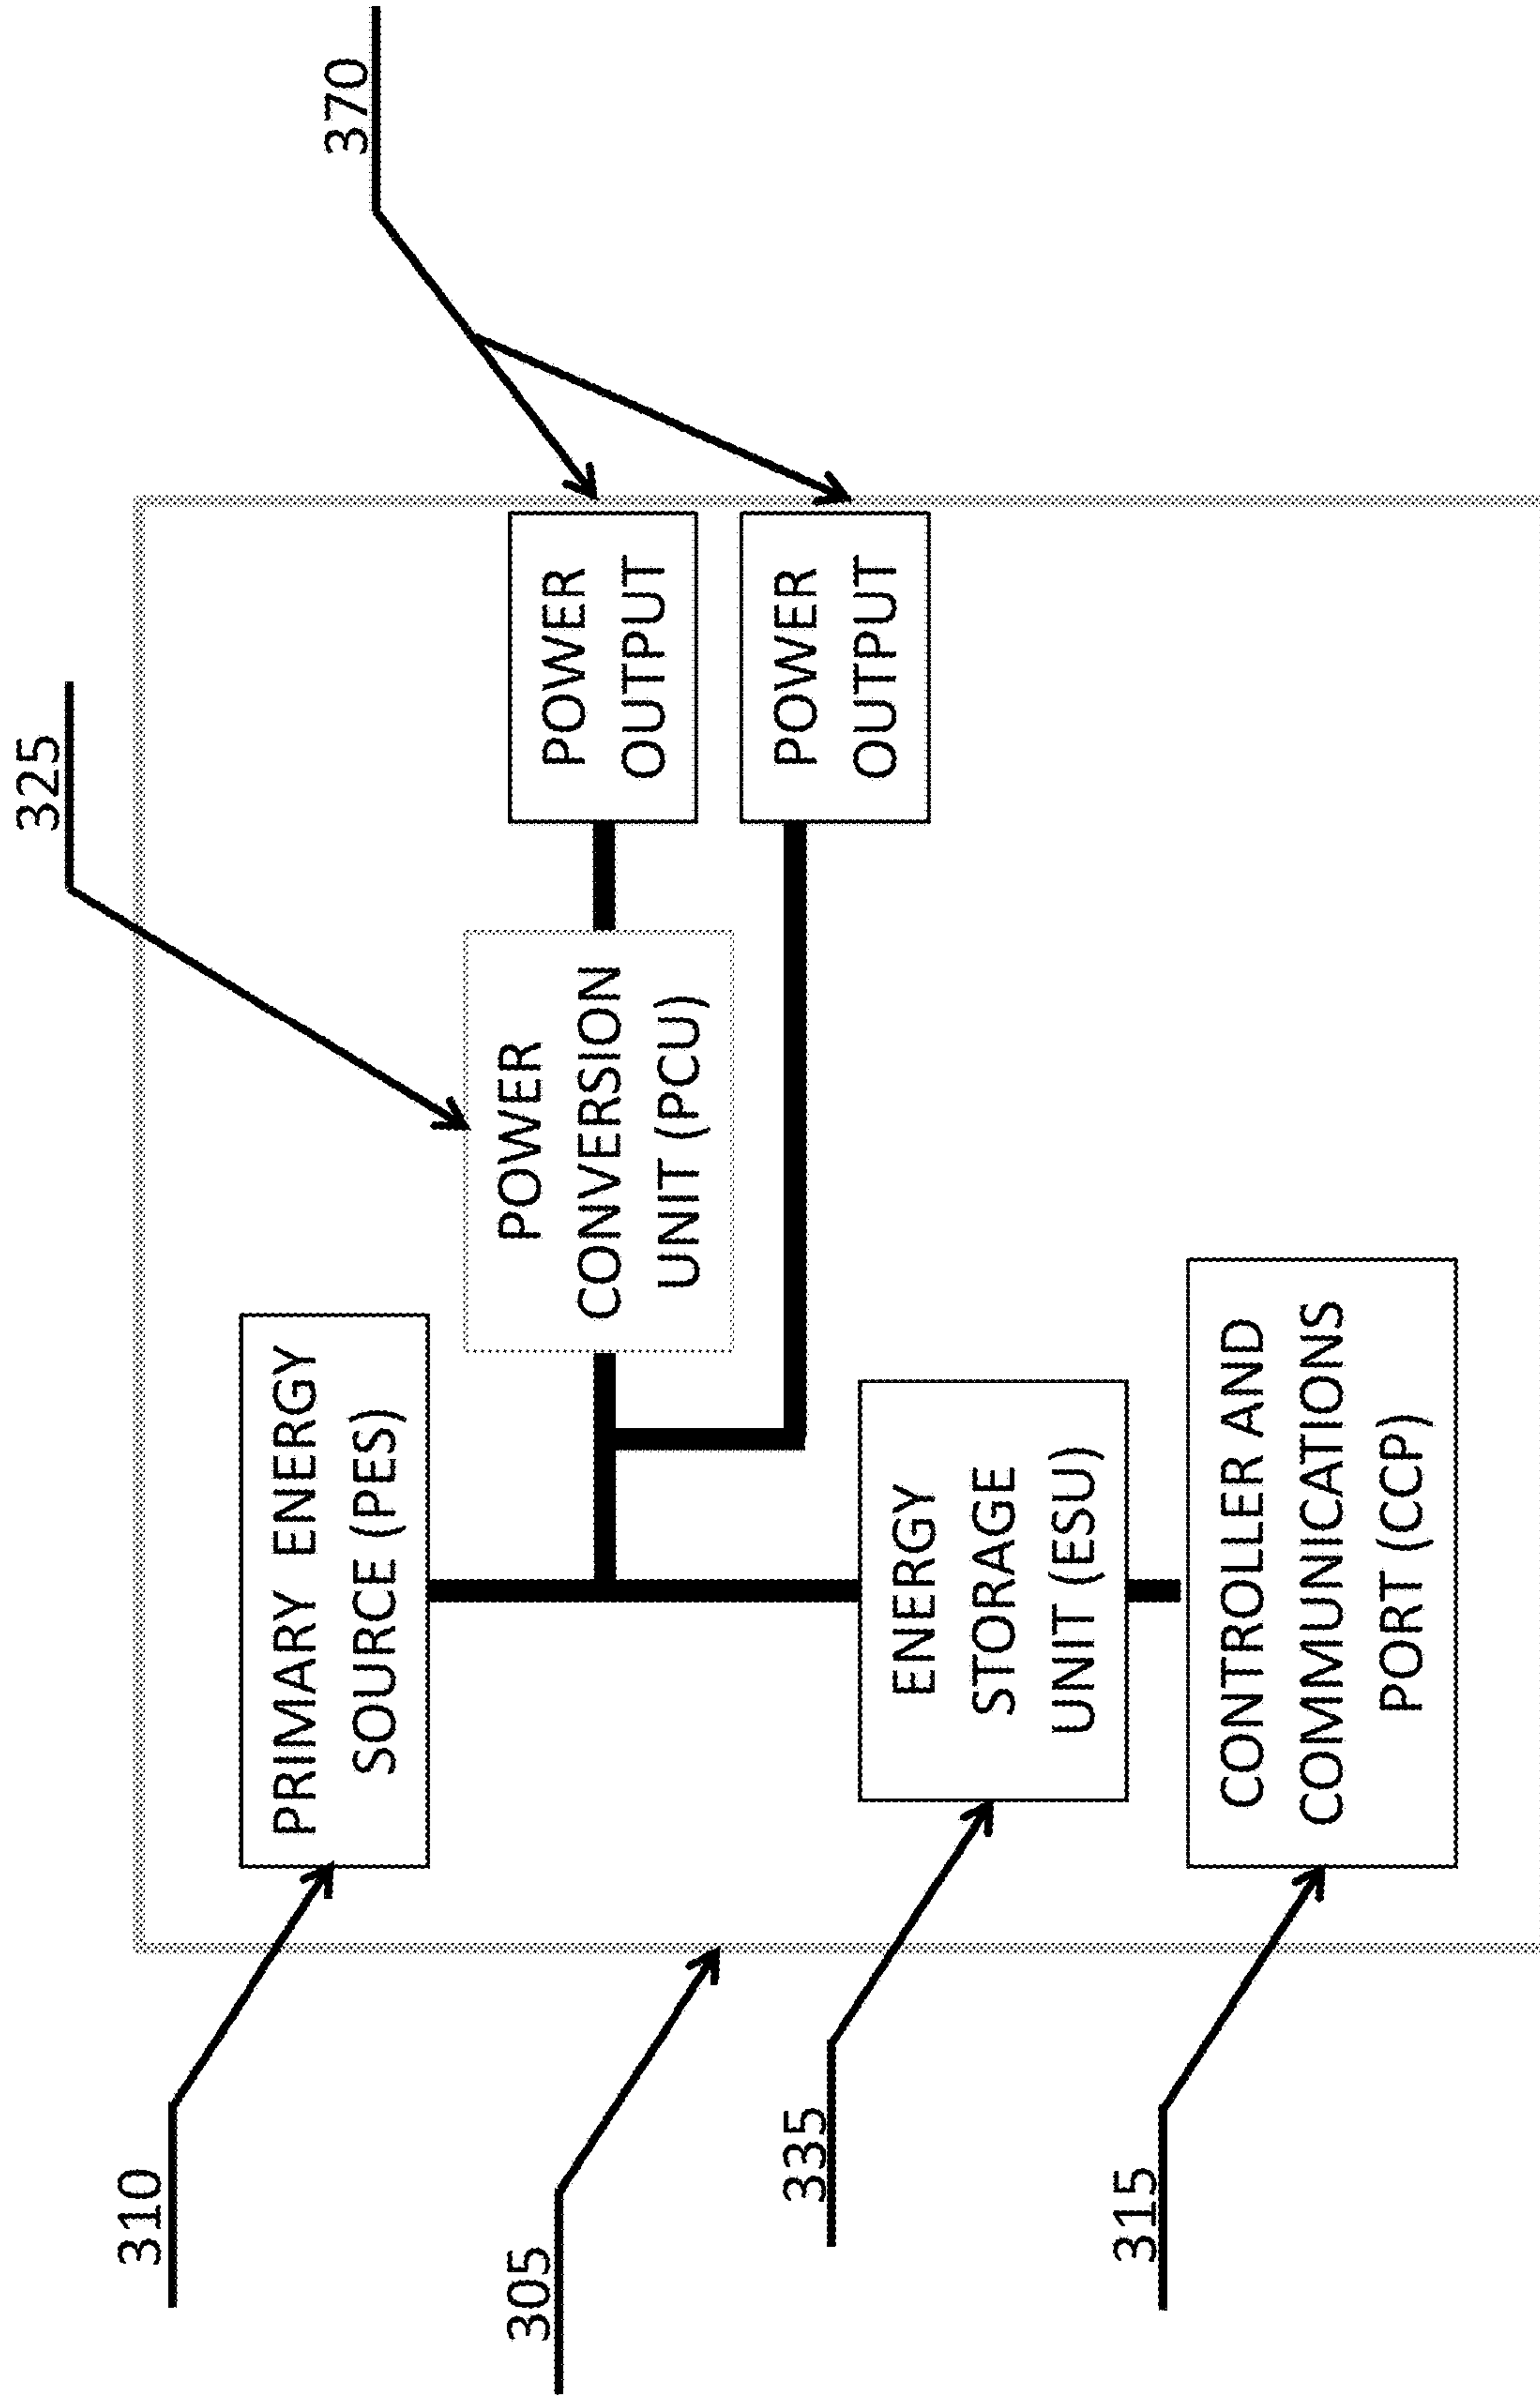 325
370
310
PRIMARY ENERGY
SOURCE (PES)
POWER
CONVERSION
UNIT (PCU)
POWER
OUTPUT
POWER
OUTPUT
305
335
ENERGY
STORAGE
UNIT (ESU)
315
CONTROLLER AND
COMMUNICATIONS
PORT (CCP)